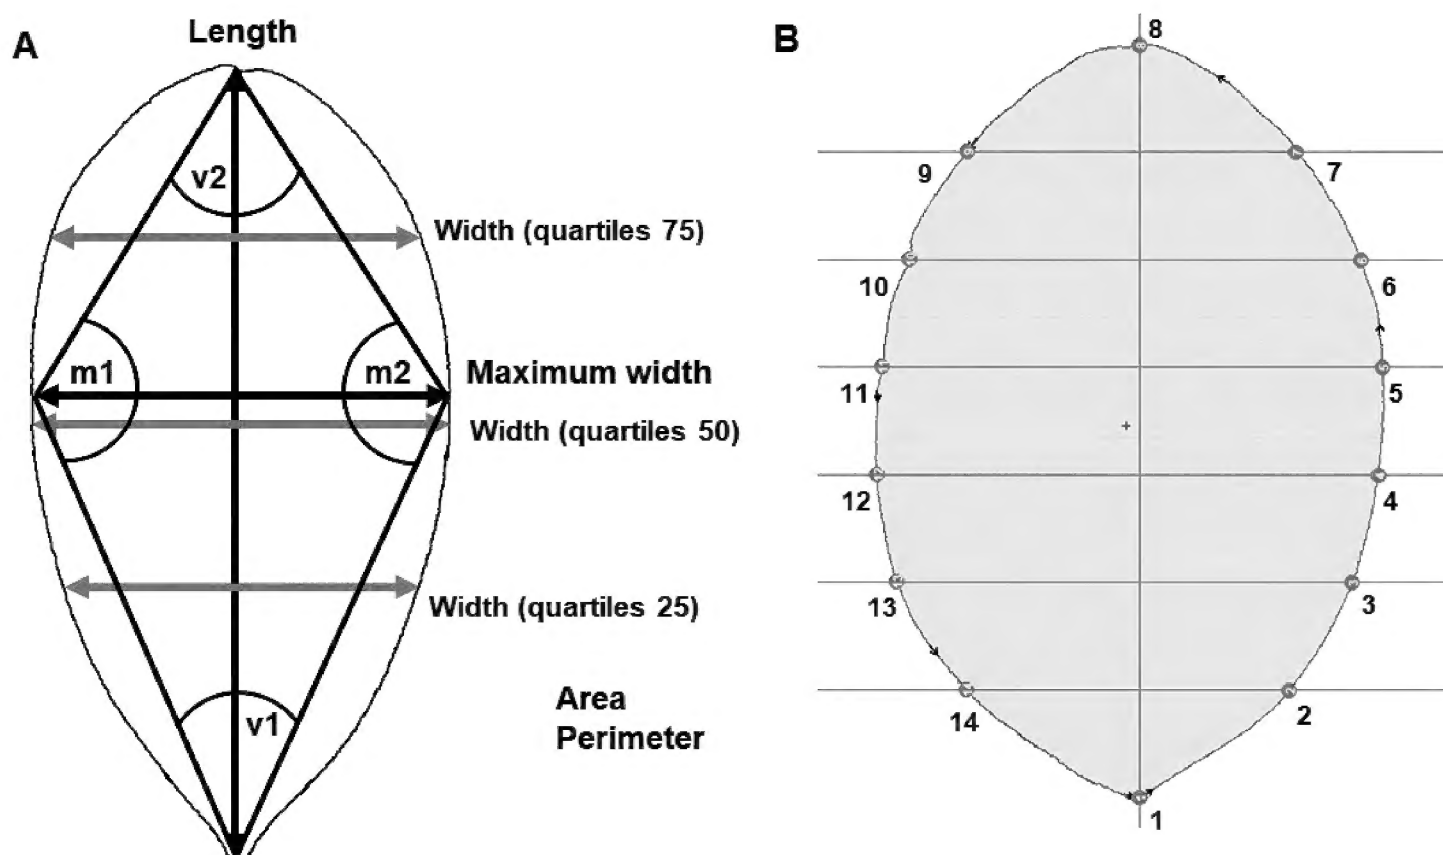 A
Length
v2
Width (quartiles 75)
m1
m2
Maximum width
Width (quartiles 50)
Width (quartiles 25)
v1
Area
Perimeter
B
8
9
7
10
6
11
5
12
4
13
3
14
2
1